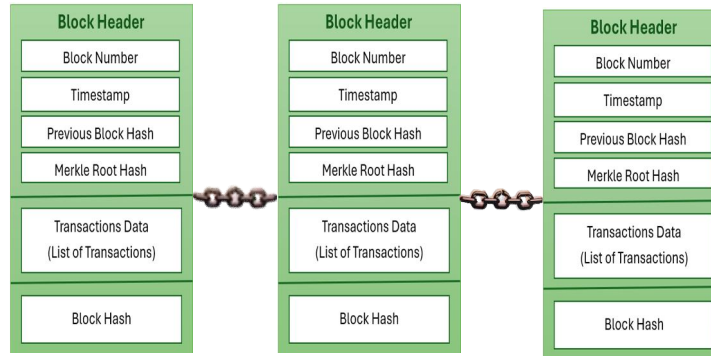 Block Header
Block Number
Timestamp
Previous Block Hash
Merkle Root Hash
Transactions Data
(List of Transactions)
Block Hash
Block Header
Block Number
Timestamp
Previous Block Hash
Merkle Root Hash
Transactions Data
(List of Transactions)
Block Hash
Block Header
Block Number
Timestamp
Previous Block Hash
Merkle Root Hash
Transactions Data
(List of Transactions)
Block Hash